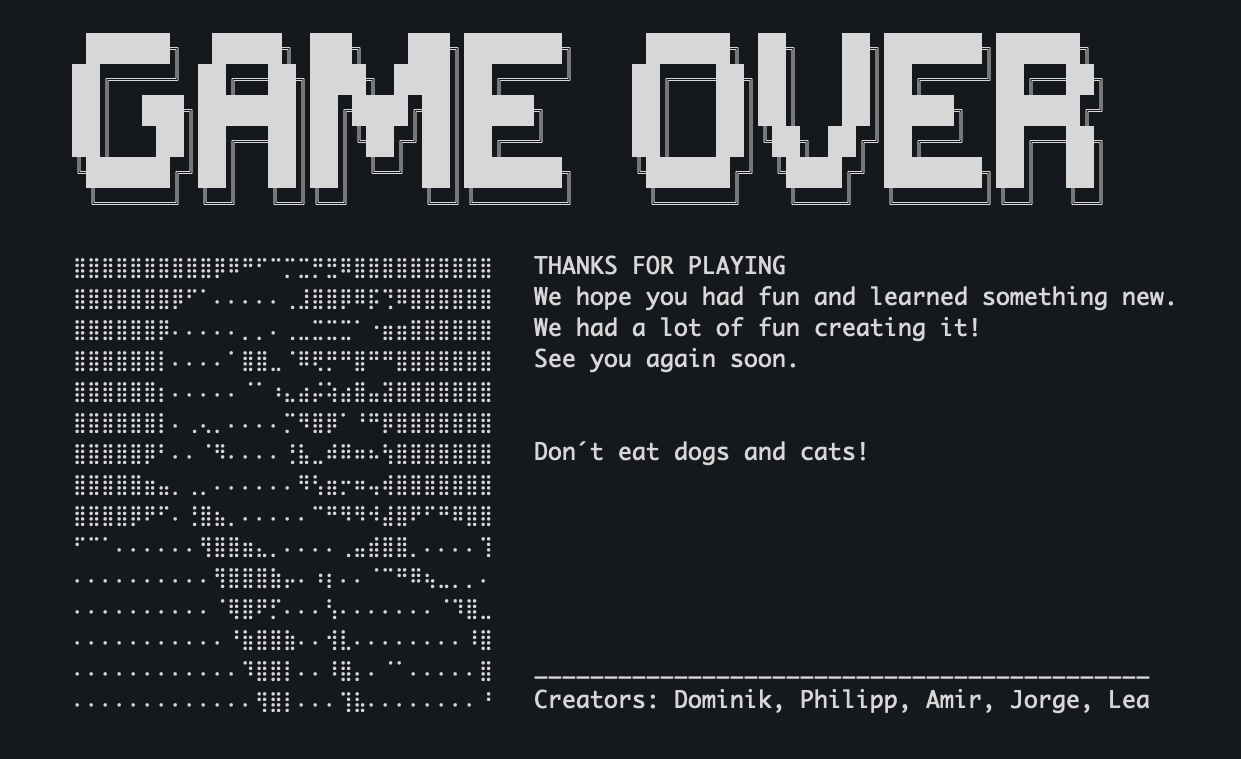 GAME OVER
THANKS FOR PLAYING
We hope you had fun and learned something new.
We had a lot of fun creating it!
See you again soon.
Don´t eat dogs and cats!
Creators: Dominik, Philipp, Amir, Jorge, Lea